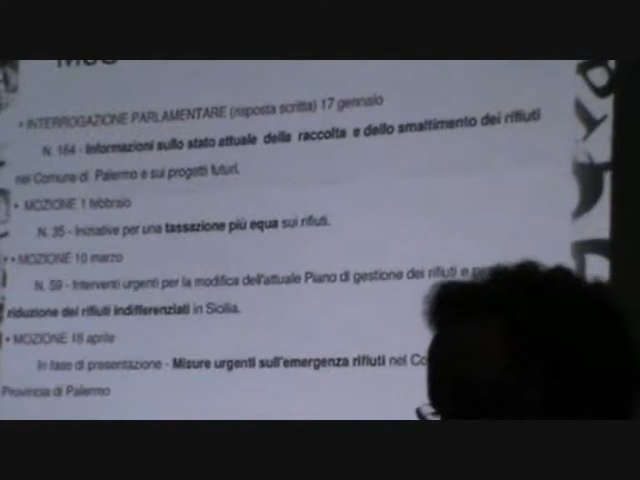 • INTERROGAZIONE PARLAMENTARE (risposta scritta) 17 gennaio
N. 164 - Informazioni sullo stato attuale della raccolta e dello smaltimento dei rifiuti
nel Comune di Palermo e sui progetti futuri.
• MOZIONE 1 febbraio
N. 35 - Iniziative per una tassazione più equa sui rifiuti.
• MOZIONE 10 marzo
N. 59 - Interventi urgenti per la modifica dell'attuale Piano di gestione dei rifiuti e
riduzione dei rifiuti indifferenziati in Sicilia.
• MOZIONE 18 aprile
In fase di presentazione - Misure urgenti sull'emergenza rifiuti nel
Provincia di Palermo